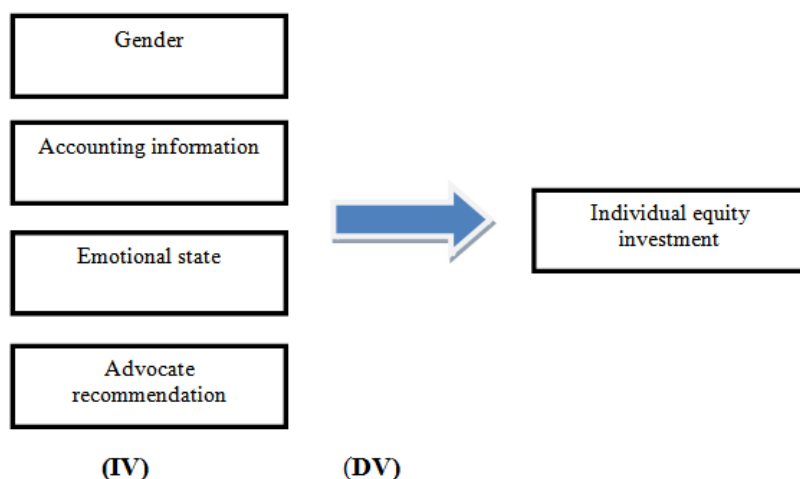 Gender
Accounting information
Emotional state
Advocate
recommendation
Individual equity
investment
(IV)
(DV)